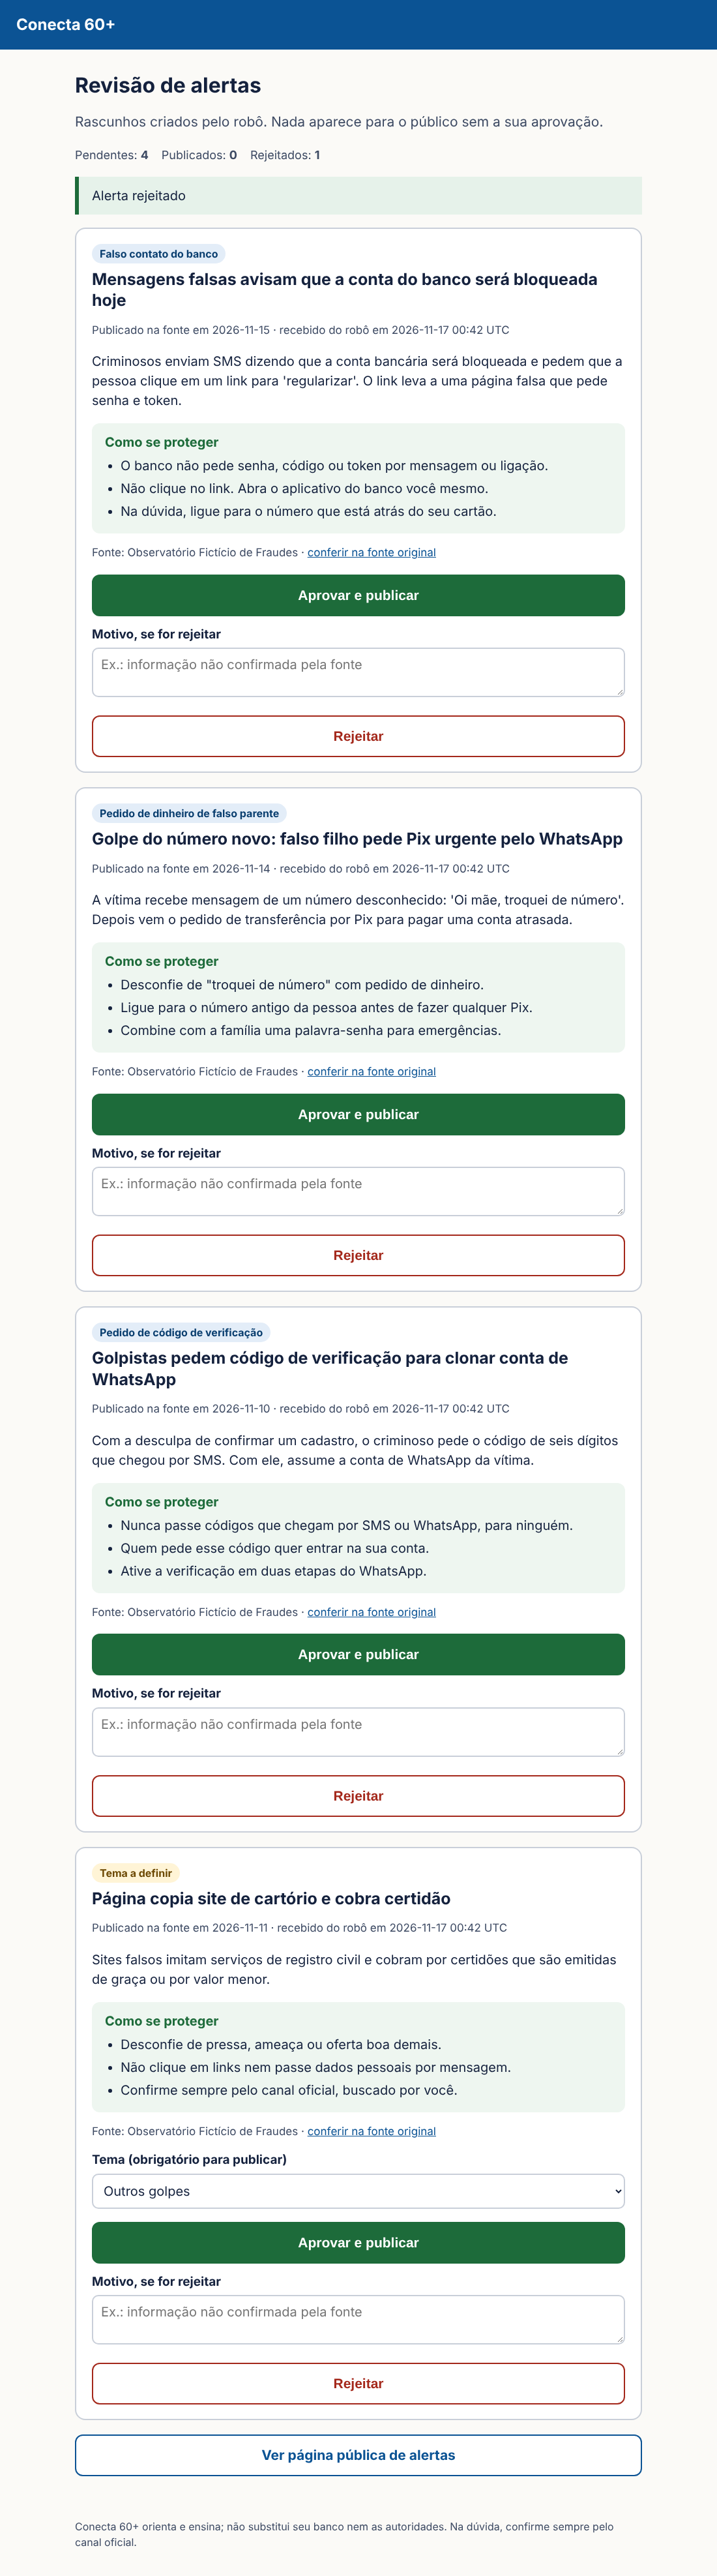 Conecta 60+
Revisão de alertas
Rascunhos criados pelo robô. Nada aparece para o público sem a sua aprovação.
Pendentes: 4 Publicados: 0 Rejeitados: 1
Alerta rejeitado
Falso contato do banco
Mensagens falsas avisam que a conta do banco será bloqueada
hoje
Publicado na fonte em 2026-11-15 · recebido do robô em 2026-11-17 00:42 UTC
Criminosos enviam SMS dizendo que a conta bancária será bloqueada e pedem que a
pessoa clique em um link para 'regularizar'. O link leva a uma página falsa que pede
senha e token.
Como se proteger
• O banco não pede senha, código ou token por mensagem ou ligação.
• Não clique no link. Abra o aplicativo do banco você mesmo.
• Na dúvida, ligue para o número que está atrás do seu cartão.
Fonte: Observatório Fictício de Fraudes · conferir na fonte original
Aprovar e publicar
Motivo, se for rejeitar
Ex.: informação não confirmada pela fonte
Rejeitar
Pedido de dinheiro de falso parente
Golpe do número novo: falso filho pede Pix urgente pelo WhatsApp
Publicado na fonte em 2026-11-14 · recebido do robô em 2026-11-17 00:42 UTC
A vítima recebe mensagem de um número desconhecido: 'Oi mãe, troquei de número'.
Depois vem o pedido de transferência por Pix para pagar uma conta atrasada.
Como se proteger
• Desconfie de "troquei de número" com pedido de dinheiro.
• Ligue para o número antigo da pessoa antes de fazer qualquer Pix.
• Combine com a família uma palavra-senha para emergências.
Fonte: Observatório Fictício de Fraudes · conferir na fonte original
Aprovar e publicar
Motivo, se for rejeitar
Ex.: informação não confirmada pela fonte
Rejeitar
Pedido de código de verificação
Golpistas pedem código de verificação para clonar conta de
WhatsApp
Publicado na fonte em 2026-11-10 · recebido do robô em 2026-11-17 00:42 UTC
Com a desculpa de confirmar um cadastro, o criminoso pede o código de seis dígitos
que chegou por SMS. Com ele, assume a conta de WhatsApp da vítima.
Como se proteger
• Nunca passe códigos que chegam por SMS ou WhatsApp, para ninguém.
• Quem pede esse código quer entrar na sua conta.
• Ative a verificação em duas etapas do WhatsApp.
Fonte: Observatório Fictício de Fraudes · conferir na fonte original
Aprovar e publicar
Motivo, se for rejeitar
Ex.: informação não confirmada pela fonte
Rejeitar
Tema a definir
Página copia site de cartório e cobra certidão
Publicado na fonte em 2026-11-11 · recebido do robô em 2026-11-17 00:42 UTC
Sites falsos imitam serviços de registro civil e cobram por certidões que são emitidas
de graça ou por valor menor.
Como se proteger
• Desconfie de pressa, ameaça ou oferta boa demais.
• Não clique em links nem passe dados pessoais por mensagem.
• Confirme sempre pelo canal oficial, buscado por você.
Fonte: Observatório Fictício de Fraudes · conferir na fonte original
Tema (obrigatório para publicar)
Outros golpes
Aprovar e publicar
Motivo, se for rejeitar
Ex.: informação não confirmada pela fonte
Rejeitar
Ver página pública de alertas
Conecta 60+ orienta e ensina; não substitui seu banco nem as autoridades. Na dúvida, confirme sempre pelo
canal oficial.